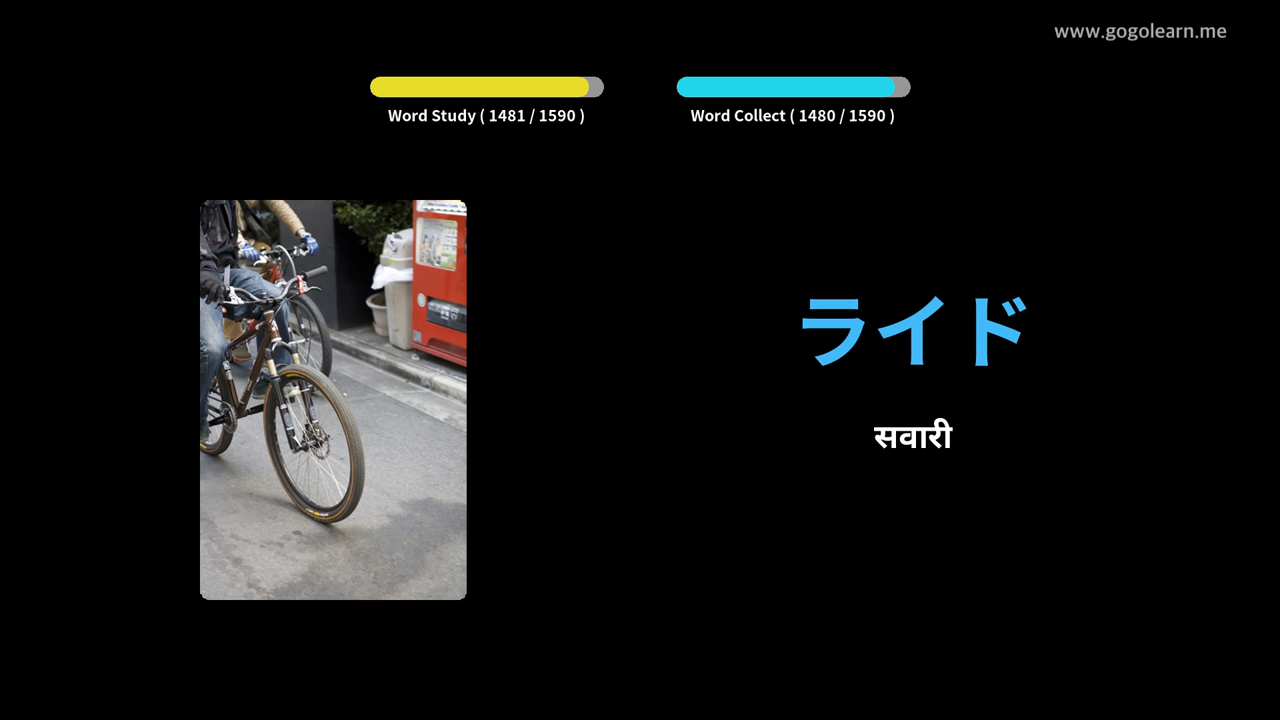 www.gogolearn.me
Word Study ( 1481 / 1590 )
Word Collect ( 1480 / 1590 )
ライド
सवारी